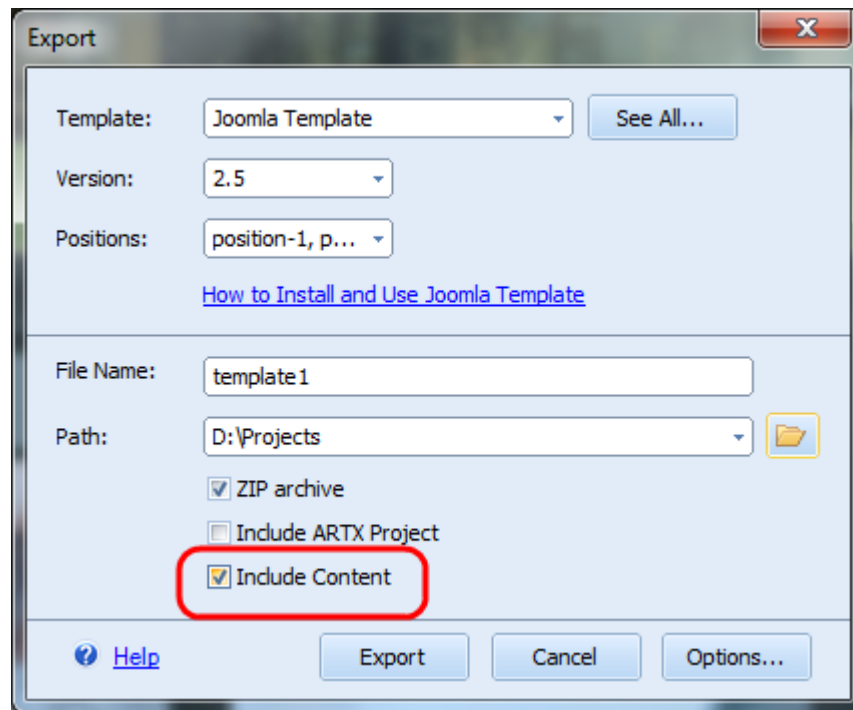 Export
Template: Joomla Template See All...
Version: 2.5
Positions: position-1, p...
How to Install and Use Joomla Template
File Name: template1
Path: D:\Projects
ZIP archive
Include ARTX Project
Include Content
Help Export Cancel Options...